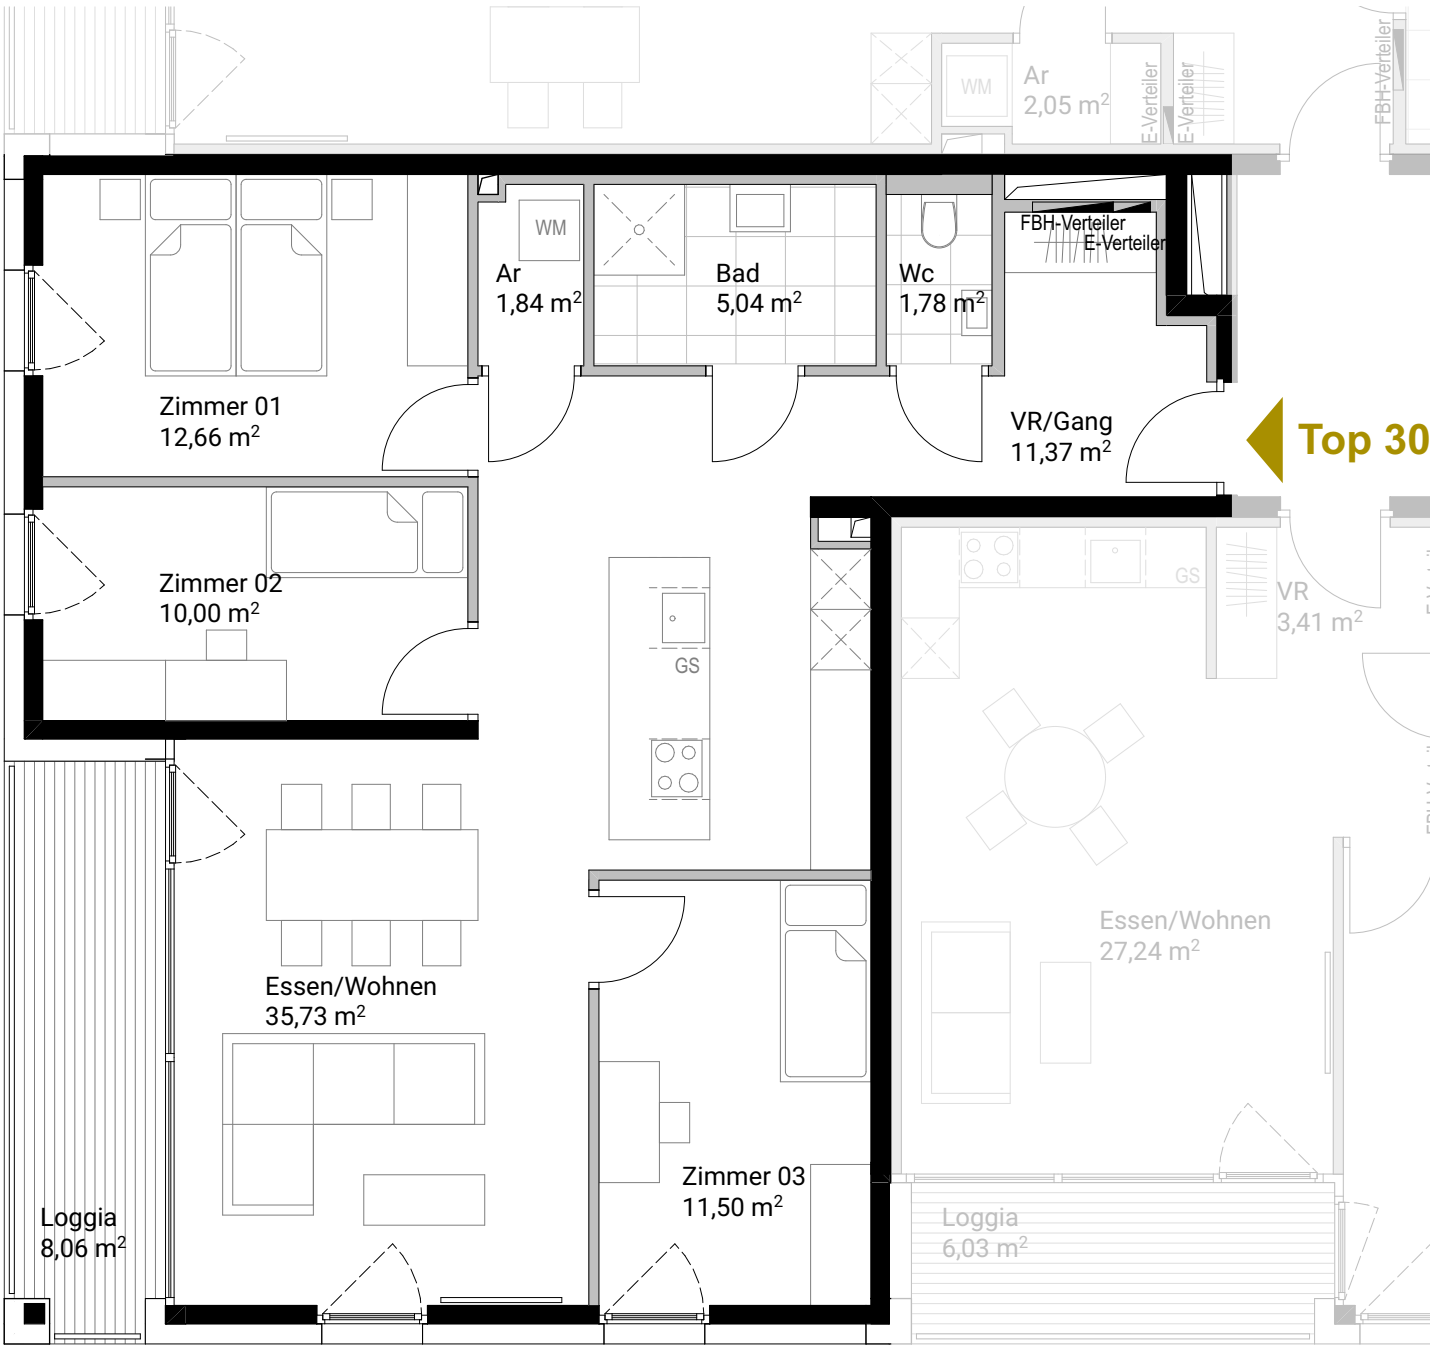 WM
Ar
2,05 m²
E-Verteiler
E-Verteiler
FBH-Verteiler
WM
Ar
1,84 m²
Bad
5,04 m²
Wc
1,78 m²
FBH-Verteiler
E-Verteiler
Zimmer 01
12,66 m²
VR/Gang
11,37 m²
Top 30
Zimmer 02
10,00 m²
GS
GS
VR
3,41 m²
Essen/Wohnen
35,73 m²
Essen/Wohnen
27,24 m²
Zimmer 03
11,50 m²
Loggia
8,06 m²
Loggia
6,03 m²